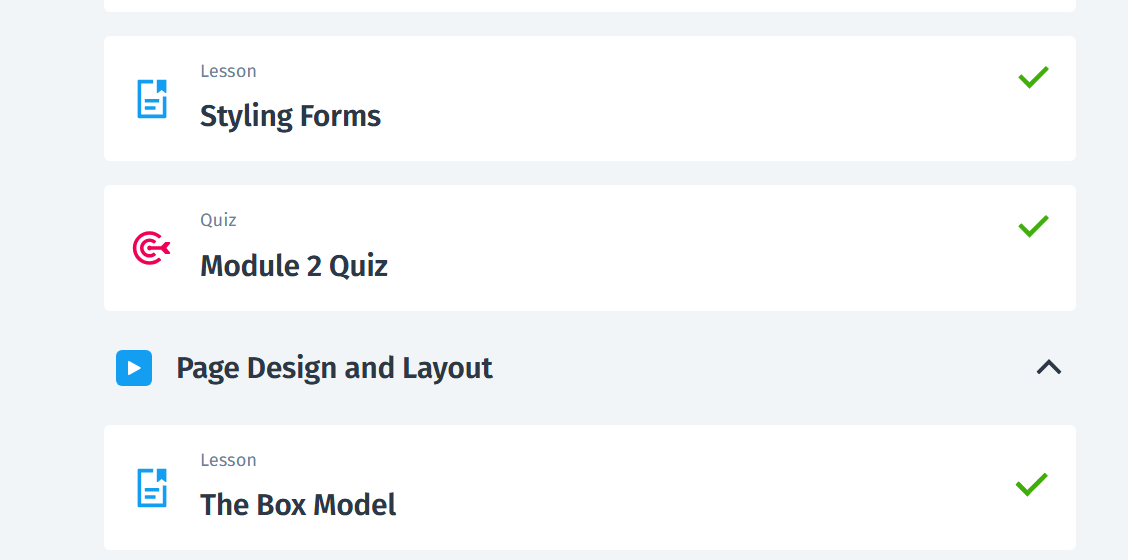 Lesson
Styling Forms
Quiz
Module 2 Quiz
Page Design and Layout
Lesson
The Box Model